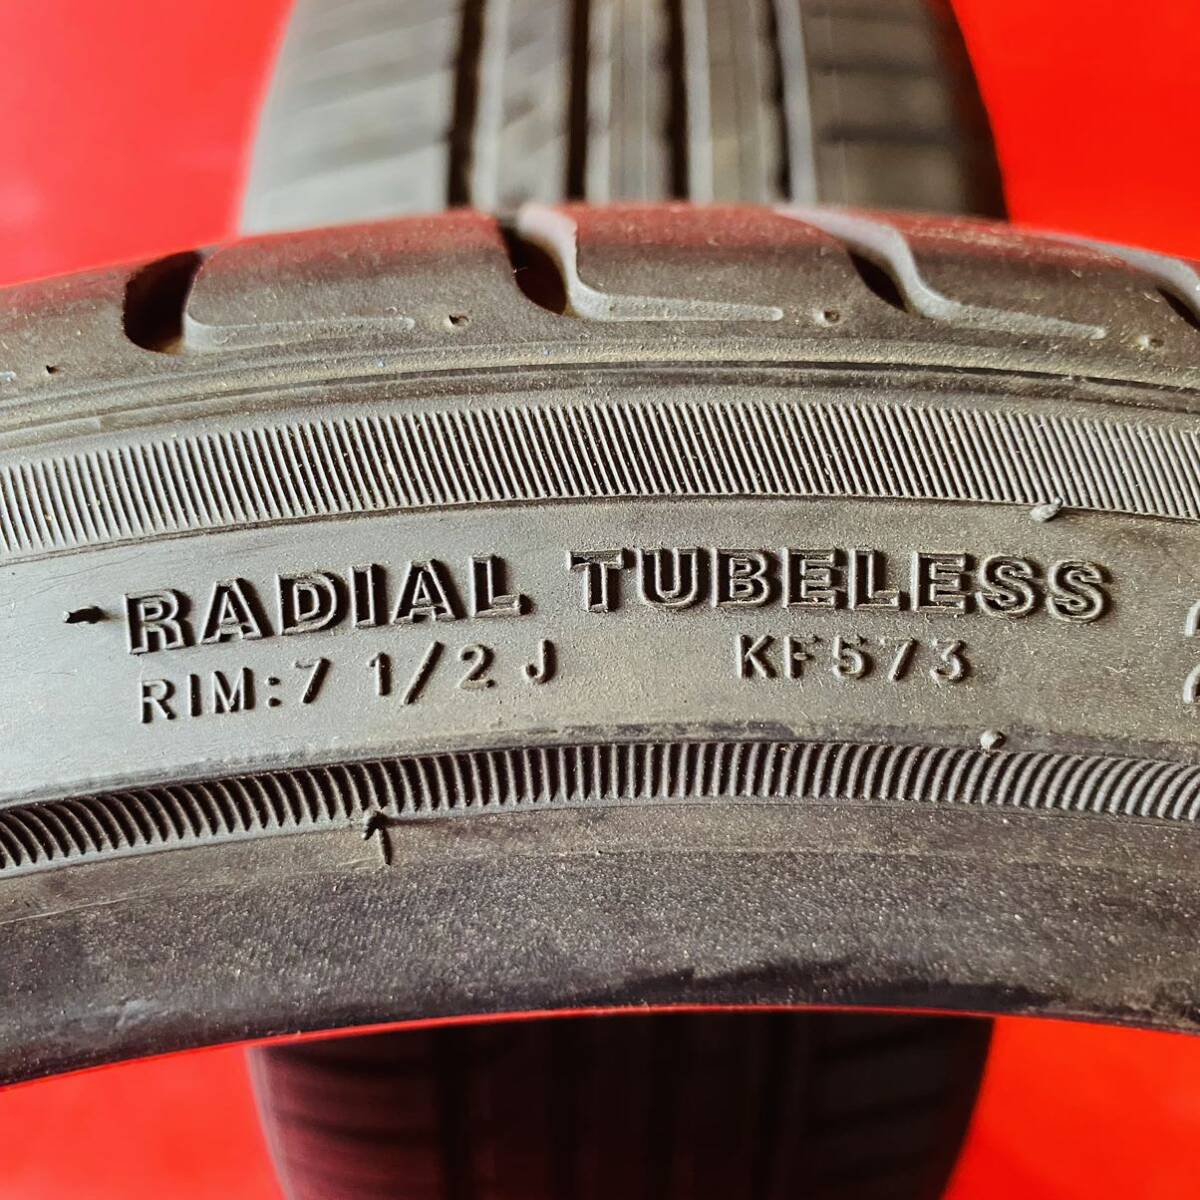 RADIAL TUBELESS
RIM:7 1/2 J KF573